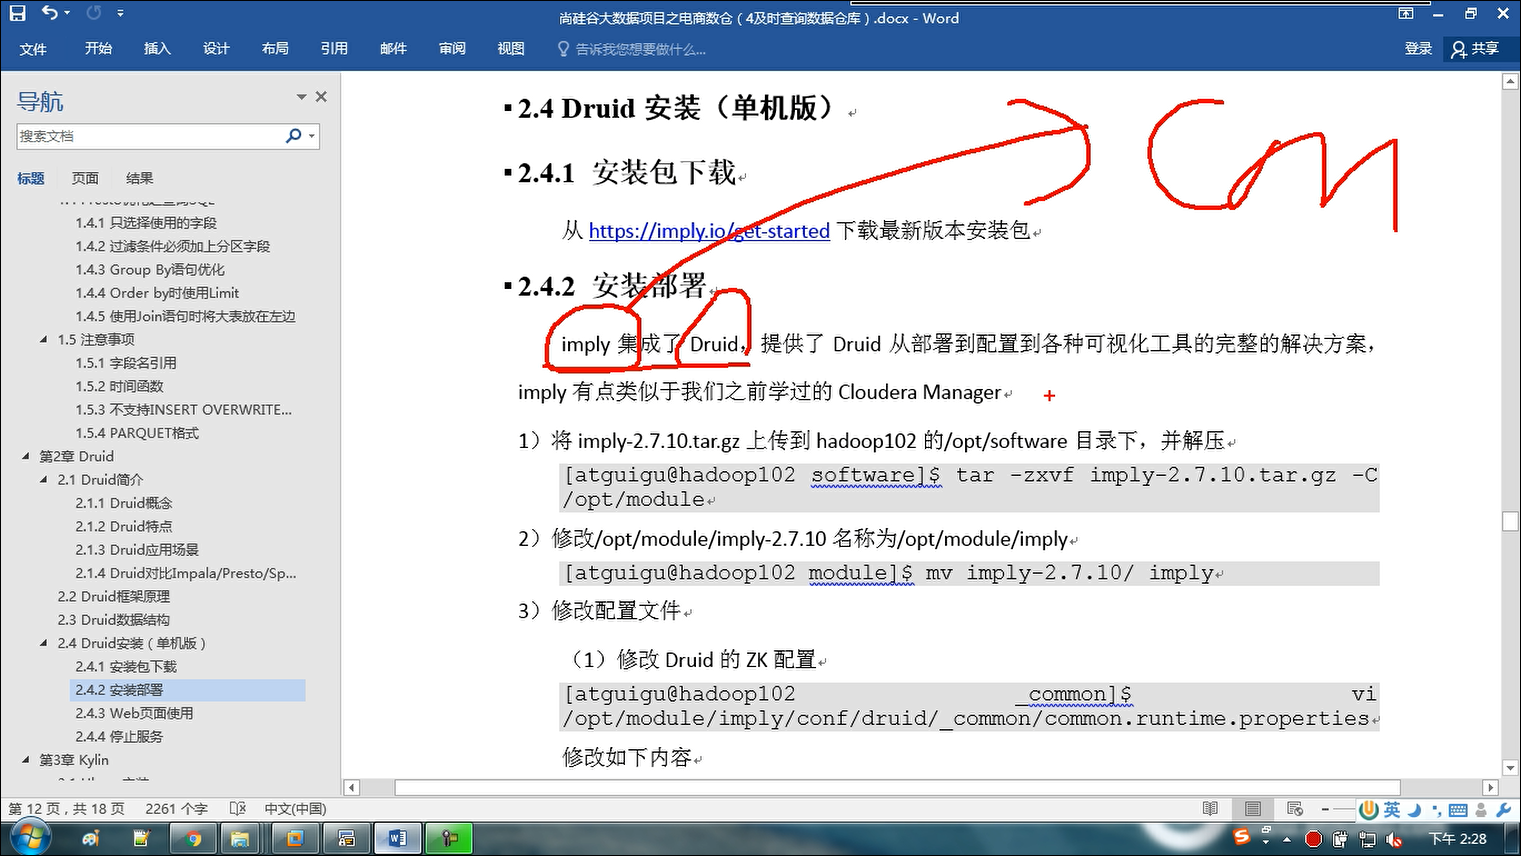 尚硅谷大数据项目之电商数仓（4及时查询数据仓库）.docx - Word
文件 开始 插入 设计 布局 引用 邮件 审阅 视图 告诉我您想要做什么... 登录 共享
导航
搜索文档
标题 页面 结果
1.4.1 只选择使用的字段
1.4.2 过滤条件必须加上分区字段
1.4.3 Group By语句优化
1.4.4 Order by时使用Limit
1.4.5 使用Join语句时将大表放在左边
1.5 注意事项
1.5.1 字段名引用
1.5.2 时间函数
1.5.3 不支持INSERT OVERWRITE...
1.5.4 PARQUET格式
第2章 Druid
2.1 Druid简介
2.1.1 Druid概念
2.1.2 Druid特点
2.1.3 Druid应用场景
2.1.4 Druid对比Impala/Presto/Sp...
2.2 Druid框架原理
2.3 Druid数据结构
2.4 Druid安装（单机版）
2.4.1 安装包下载
2.4.2 安装部署
2.4.3 Web页面使用
2.4.4 停止服务
第3章 Kylin
2.4 Druid 安装（单机版）
CM
2.4.1 安装包下载
从 https://imply.io/get-started 下载最新版本安装包
2.4.2 安装部署
imply 集成了 Druid，提供了 Druid 从部署到配置到各种可视化工具的完整的解决方案，
imply 有点类似于我们之前学过的 Cloudera Manager
1）将 imply-2.7.10.tar.gz 上传到 hadoop102 的/opt/software 目录下，并解压
[atguigu@hadoop102 software]$ tar -zxvf imply-2.7.10.tar.gz -C
/opt/module
2）修改/opt/module/imply-2.7.10 名称为/opt/module/imply
[atguigu@hadoop102 module]$ mv imply-2.7.10/ imply
3）修改配置文件
（1）修改 Druid 的 ZK 配置
[atguigu@hadoop102 _common]$ vi
/opt/module/imply/conf/druid/_common/common.runtime.properties
修改如下内容
第 12 页，共 18 页 2261 个字 中文(中国)
英
下午 2:28